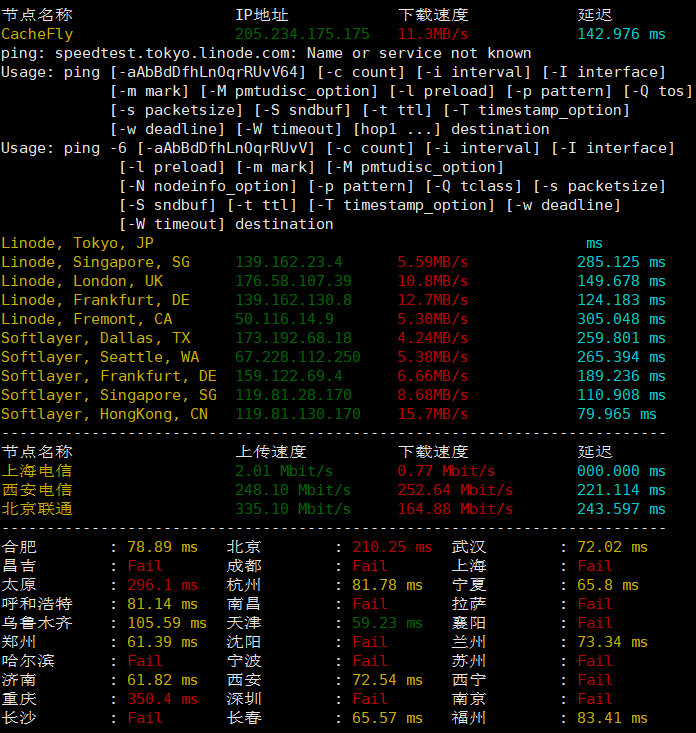 节点名称 IP地址 下载速度 延迟
CacheFly 205.234.175.175 11.3MB/s 142.976 ms
ping: speedtest.tokyo.linode.com: Name or service not known
Usage: ping [-aAbBdDfhLnOqrRUvV64] [-c count] [-i interval] [-I interface]
[-m mark] [-M pmtudisc_option] [-l preload] [-p pattern] [-Q tos]
[-s packetsize] [-S sndbuf] [-t ttl] [-T timestamp_option]
[-w deadline] [-W timeout] [hop1 ...] destination
Usage: ping -6 [-aAbBdDfhLnOqrRUvV] [-c count] [-i interval] [-I interface]
[-l preload] [-m mark] [-M pmtudisc_option]
[-N nodeinfo_option] [-p pattern] [-Q tclass] [-s packetsize]
[-S sndbuf] [-t ttl] [-T timestamp_option] [-w deadline]
[-W timeout] destination
Linode, Tokyo, JP ms
Linode, Singapore, SG 139.162.23.4 5.59MB/s 285.125 ms
Linode, London, UK 176.58.107.39 10.8MB/s 149.678 ms
Linode, Frankfurt, DE 139.162.130.8 12.7MB/s 124.183 ms
Linode, Fremont, CA 50.116.14.9 5.30MB/s 305.048 ms
Softlayer, Dallas, TX 173.192.68.18 4.24MB/s 259.801 ms
Softlayer, Seattle, WA 67.228.112.250 5.38MB/s 265.394 ms
Softlayer, Frankfurt, DE 159.122.69.4 6.66MB/s 189.236 ms
Softlayer, Singapore, SG 119.81.28.170 8.68MB/s 110.908 ms
Softlayer, HongKong, CN 119.81.130.170 15.7MB/s 79.965 ms
--------------------------------------------------------------------------
节点名称 上传速度 下载速度 延迟
上海电信 2.01 Mbit/s 0.77 Mbit/s 000.000 ms
西安电信 248.10 Mbit/s 252.64 Mbit/s 221.114 ms
北京联通 335.10 Mbit/s 164.88 Mbit/s 243.597 ms
--------------------------------------------------------------------------
合肥 : 78.89 ms 北京 : 210.25 ms 武汉 : 72.02 ms
昌吉 : Fail 成都 : Fail 上海 : Fail
太原 : 296.1 ms 杭州 : 81.78 ms 宁夏 : 65.8 ms
呼和浩特 : 81.14 ms 南昌 : Fail 拉萨 : Fail
乌鲁木齐 : 105.59 ms 天津 : 59.23 ms 襄阳 : Fail
郑州 : 61.39 ms 沈阳 : Fail 兰州 : 73.34 ms
哈尔滨 : Fail 宁波 : Fail 苏州 : Fail
济南 : 61.82 ms 西安 : 72.54 ms 西宁 : Fail
重庆 : 350.4 ms 深圳 : Fail 南京 : Fail
长沙 : Fail 长春 : 65.57 ms 福州 : 83.41 ms